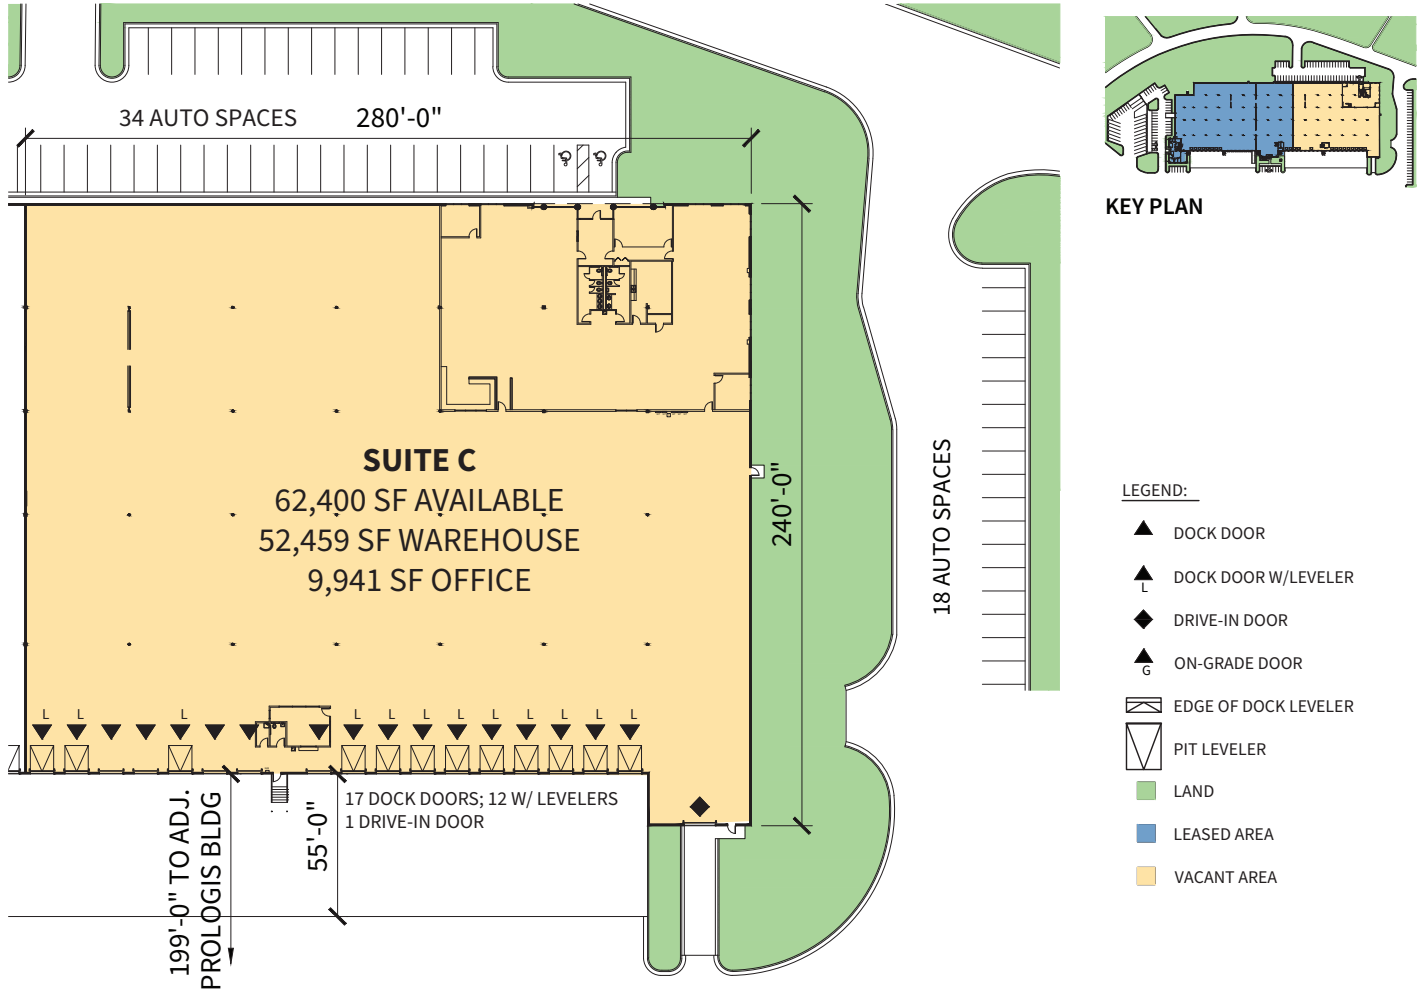 34 AUTO SPACES
280'-0"
KEY PLAN
SUITE C
62,400 SF AVAILABLE
52,459 SF WAREHOUSE
9,941 SF OFFICE
240'-0"
18 AUTO SPACES
LEGEND:
DOCK DOOR
DOCK DOOR W/LEVELER
L
DRIVE-IN DOOR
ON-GRADE DOOR
G
EDGE OF DOCK LEVELER
PIT LEVELER
LAND
LEASED AREA
VACANT AREA
L L L L L L L L L L L L
17 DOCK DOORS; 12 W/ LEVELERS
1 DRIVE-IN DOOR
55'-0"
199'-0" TO ADJ.
PROLOGIS BLDG